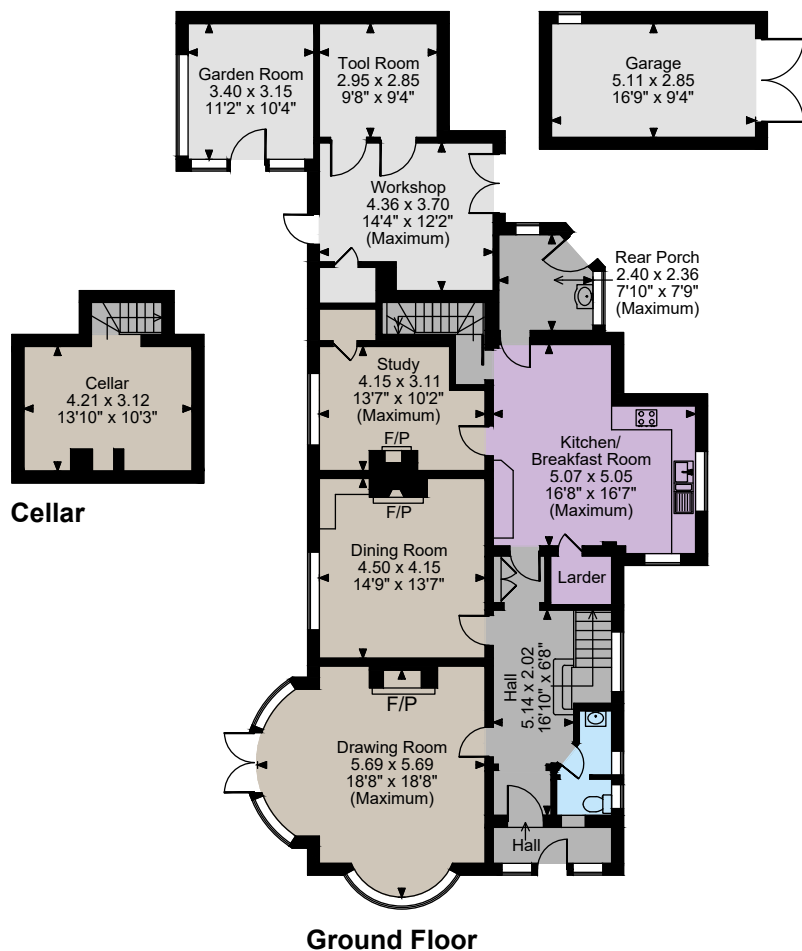 Garden Room
3.40 x 3.15
11'2" x 10'4"
Tool Room
2.95 x 2.85
9'8" x 9'4"
Garage
5.11 x 2.85
16'9" x 9'4"
Workshop
4.36 x 3.70
14'4" x 12'2"
(Maximum)
Rear Porch
2.40 x 2.36
7'10" x 7'9"
(Maximum)
Cellar
4.21 x 3.12
13'10" x 10'3"
Cellar
Study
4.15 x 3.11
13'7" x 10'2"
(Maximum)
F/P
Kitchen/
Breakfast Room
5.07 x 5.05
16'8" x 16'7"
(Maximum)
F/P
Dining Room
4.50 x 4.15
14'9" x 13'7"
Larder
Hall
5.14 x 2.02
16'10" x 6'8"
F/P
Drawing Room
5.69 x 5.69
18'8" x 18'8"
(Maximum)
Hall
Ground Floor